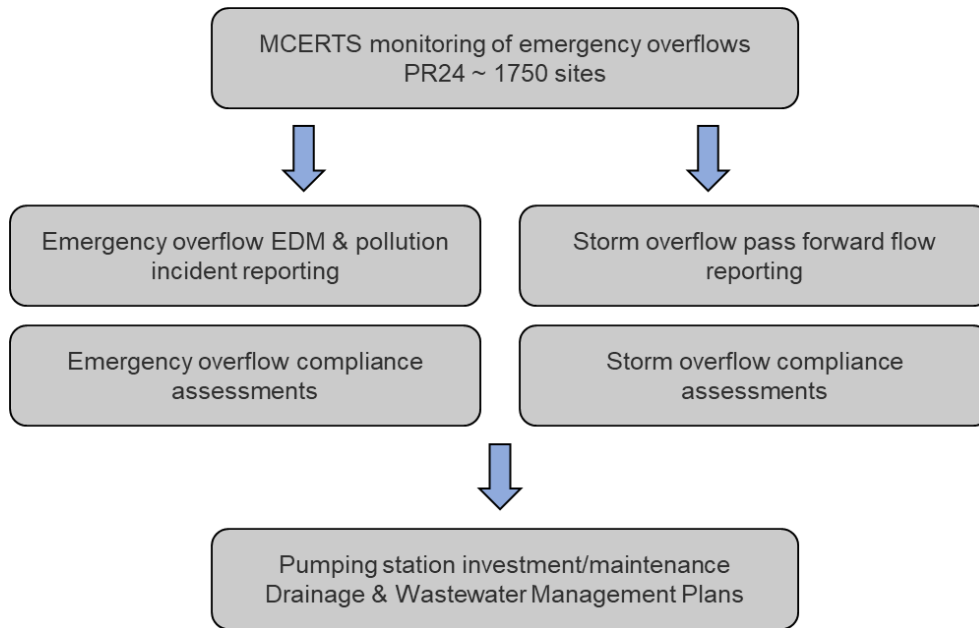 MCERTS monitoring of emergency overflows
PR24 ~ 1750 sites
Emergency overflow EDM & pollution
incident reporting
Storm overflow pass forward flow
reporting
Emergency overflow compliance
assessments
Storm overflow compliance
assessments
Pumping station investment/maintenance
Drainage & Wastewater Management Plans